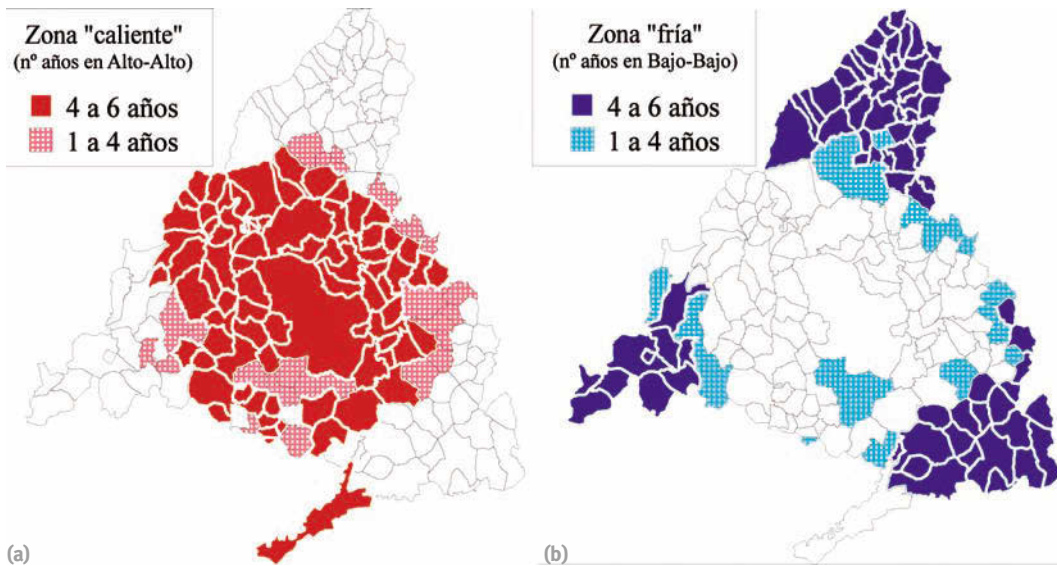 Zona "caliente"
(nº años en Alto-Alto)
4 a 6 años
1 a 4 años
(a)
Zona "fría"
(nº años en Bajo-Bajo)
4 a 6 años
1 a 4 años
(b)